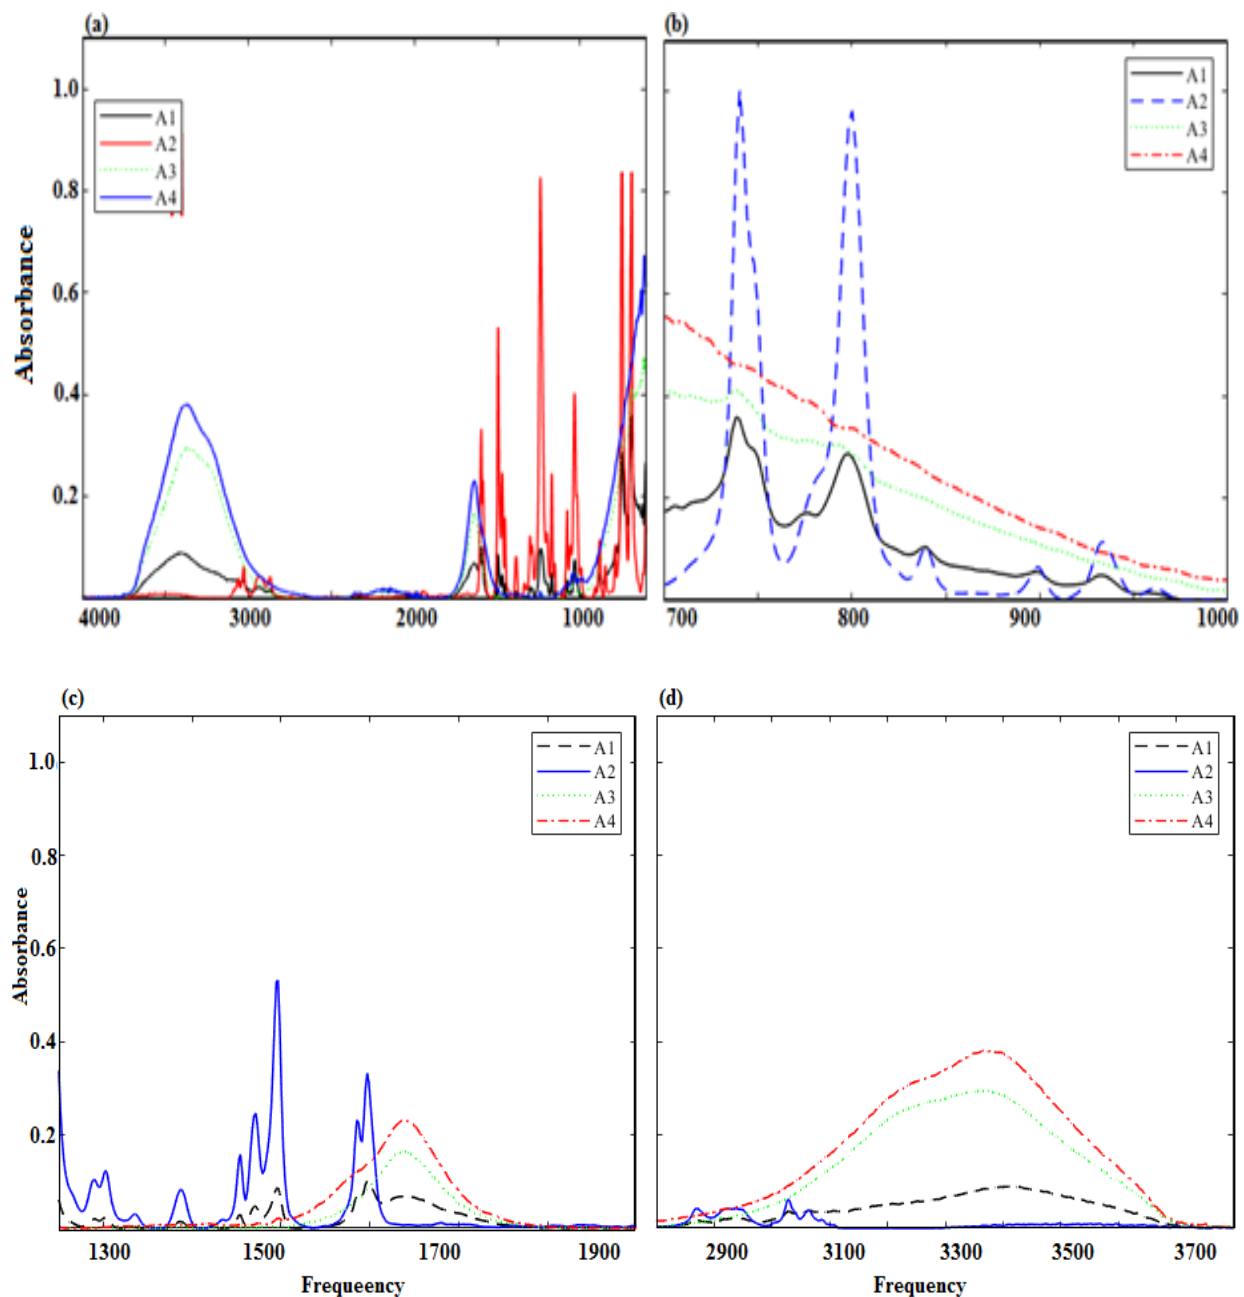 (a)
Absorbance
1.0
0.8
0.6
0.4
0.2
A1
A2
A3
A4
4000 3000 2000 1000
(b)
A1
A2
A3
A4
700 800 900 1000
(c)
Absorbance
1.0
0.8
0.6
0.4
0.2
A1
A2
A3
A4
1300 1500 1700 1900
Frequeency
(d)
A1
A2
A3
A4
2900 3100 3300 3500 3700
Frequency